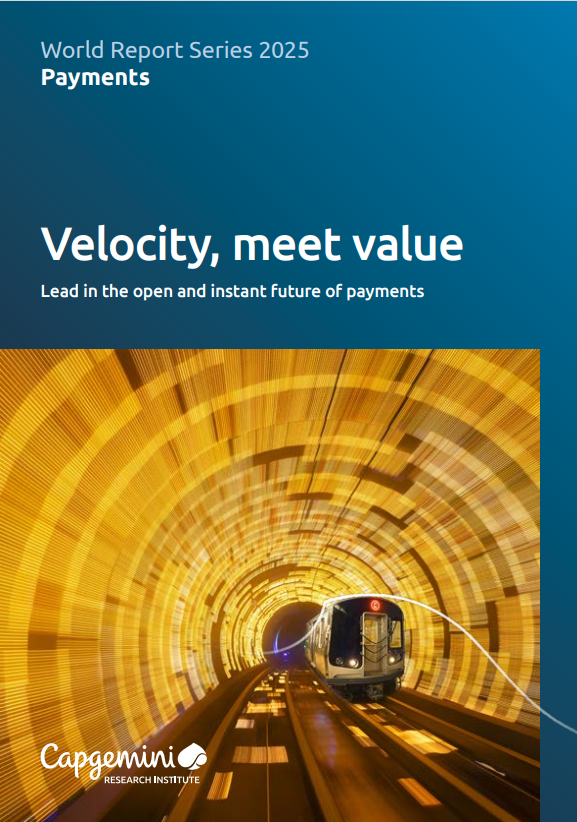 World Report Series 2025
Payments
Velocity, meet value
Lead in the open and instant future of payments
Capgemini
RESEARCH INSTITUTE